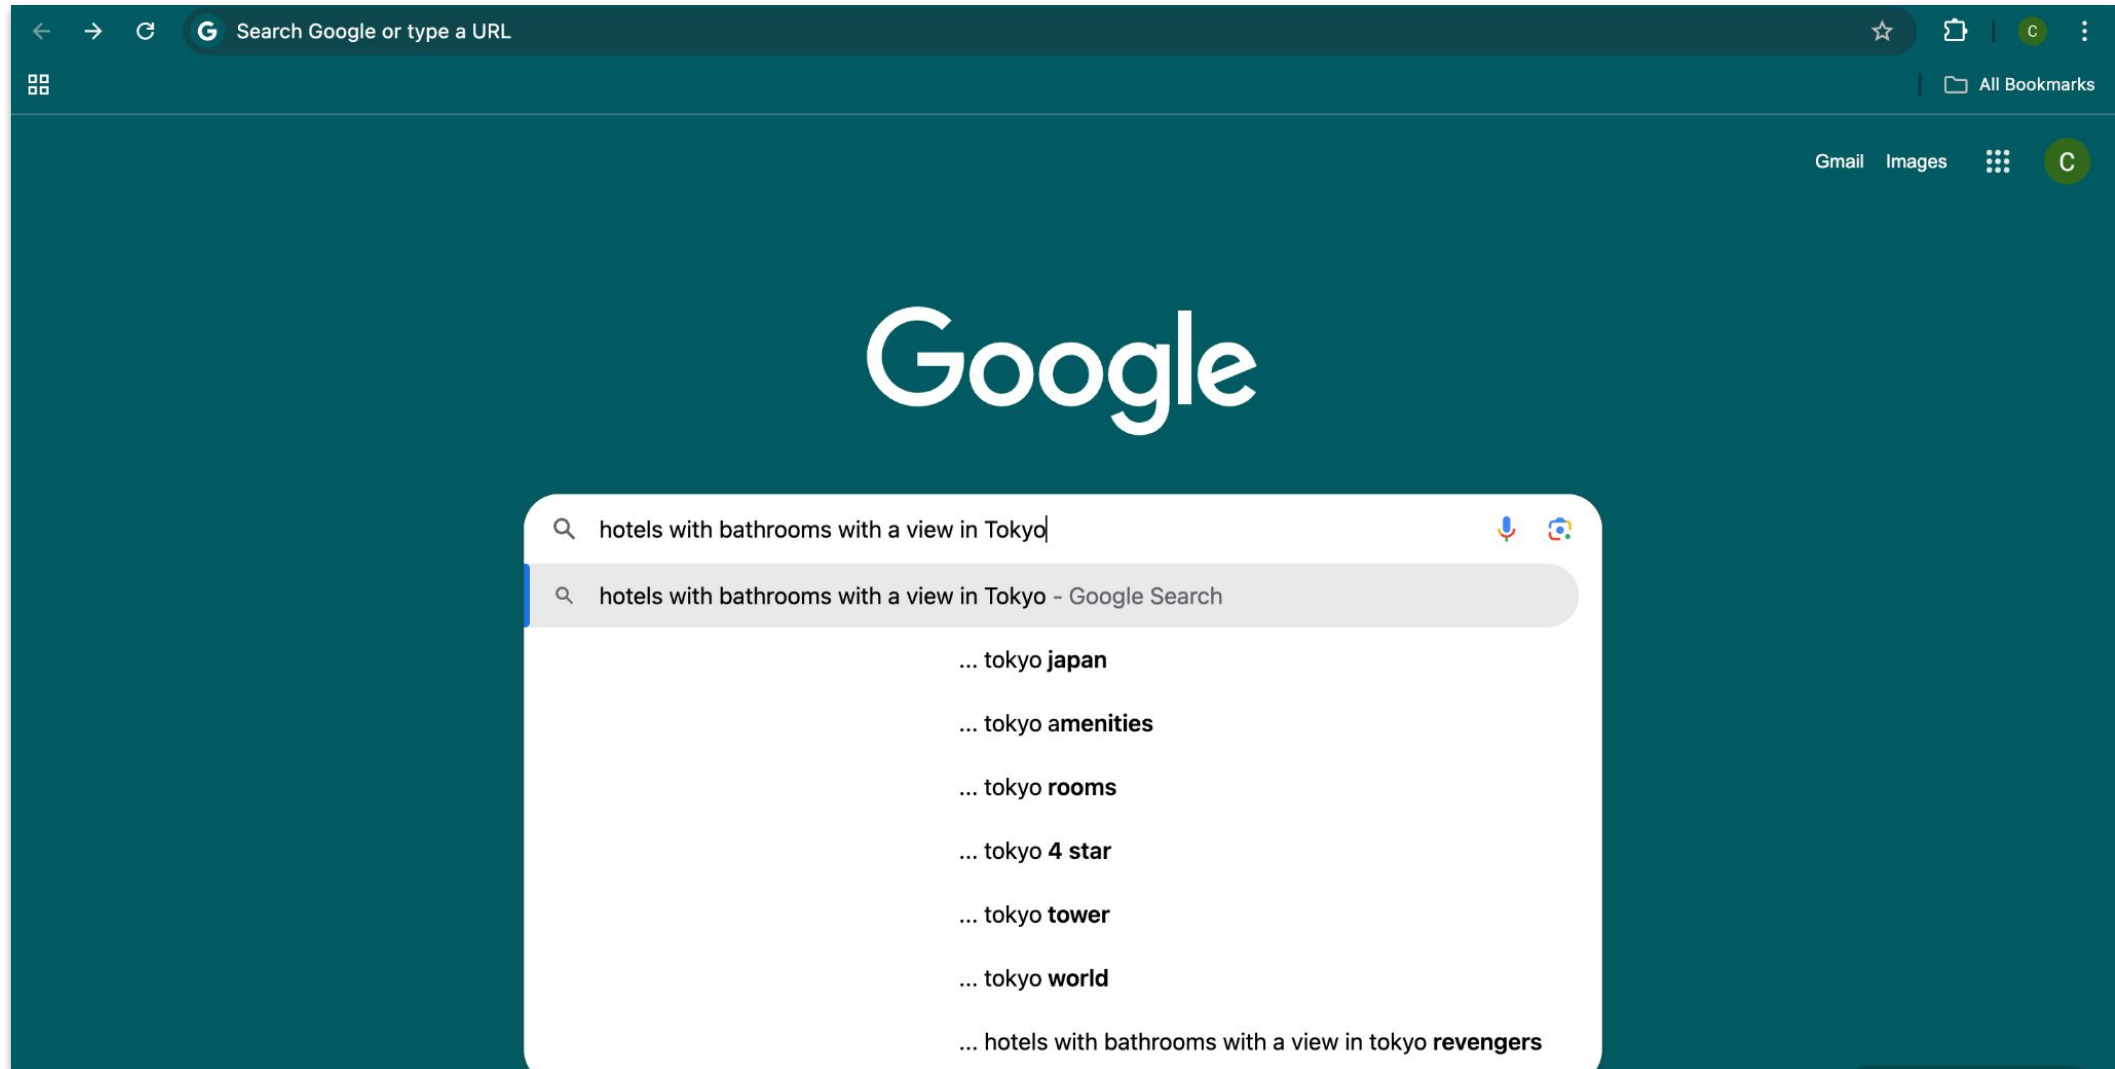 Search Google or type a URL
C
All Bookmarks
Gmail Images
C
Google
hotels with bathrooms with a view in Tokyo
hotels with bathrooms with a view in Tokyo - Google Search
... tokyo japan
... tokyo amenities
... tokyo rooms
... tokyo 4 star
... tokyo tower
... tokyo world
... hotels with bathrooms with a view in tokyo revengers